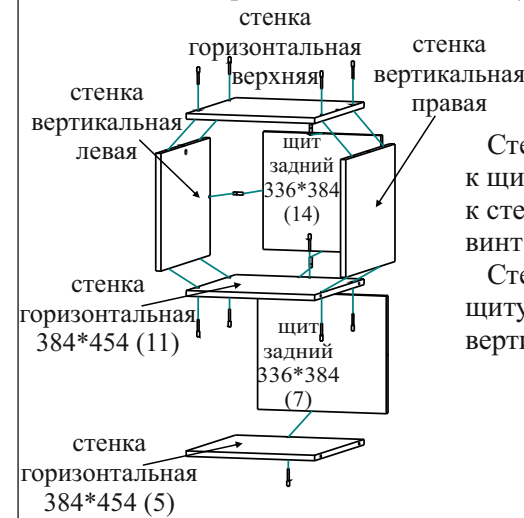 стенка
горизонтальная
верхняя
стенка
вертикальная
правая
стенка
вертикальная
левая
щит
задний
336*384
(14)
стенка
горизонтальная
384*454 (11)
щит
задний
336*384
(7)
стенка
горизонтальная
384*454 (5)
Сте
к щи
к сте
винт
Сте
щиту
верти